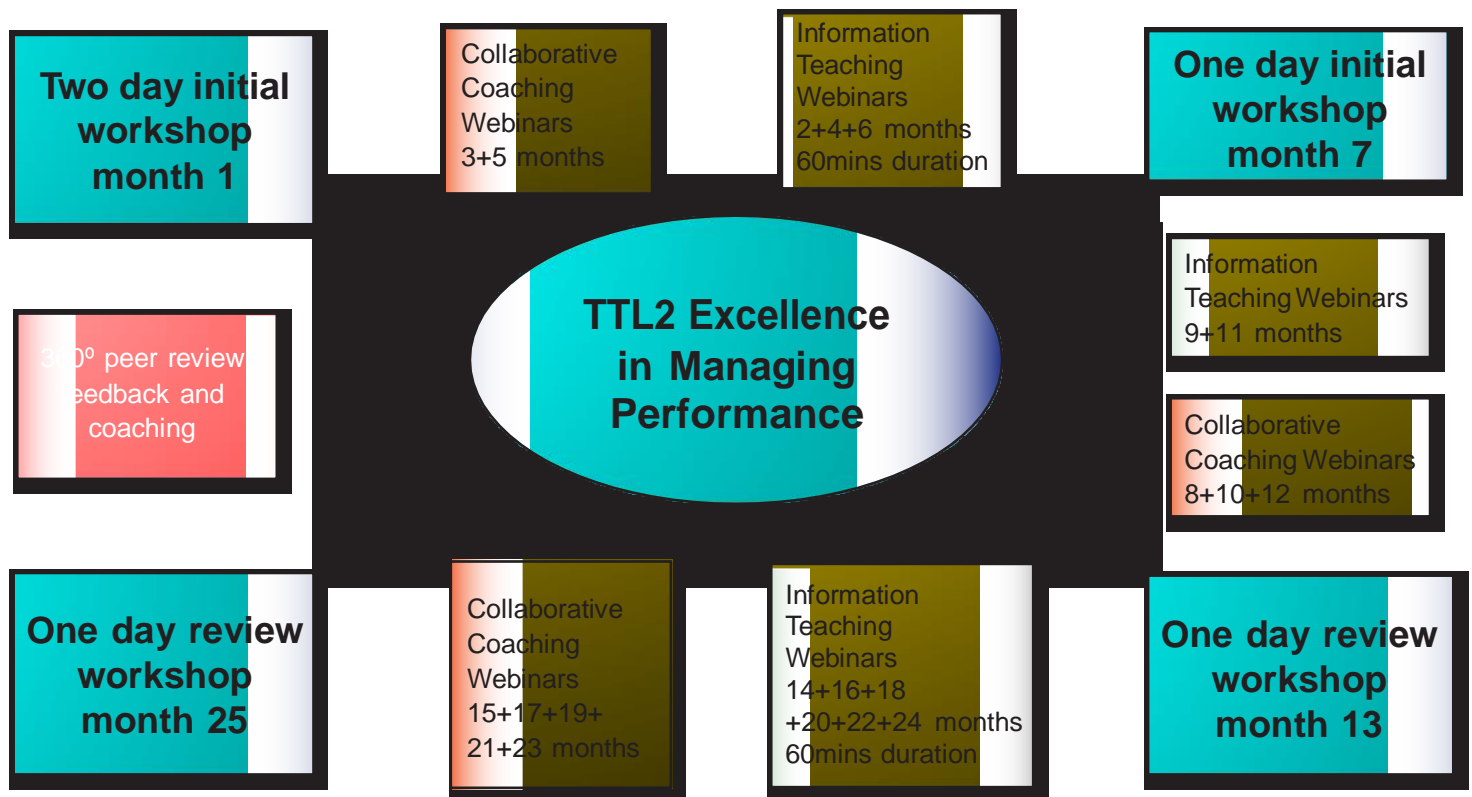 Two day initial
workshop
month 1
Collaborative
Coaching
Webinars
3+5 months
Information
Teaching
Webinars
2+4+6 months
60mins duration
One day initial
workshop
month 7
Information
Teaching Webinars
9+11 months
TTL2 Excellence
in Managing
Performance
360º peer review
feedback and
coaching
Collaborative
Coaching Webinars
8+10+12 months
One day review
workshop
month 25
Collaborative
Coaching
Webinars
15+17+19+
21+23 months
Information
Teaching
Webinars
14+16+18
+20+22+24 months
60mins duration
One day review
workshop
month 13